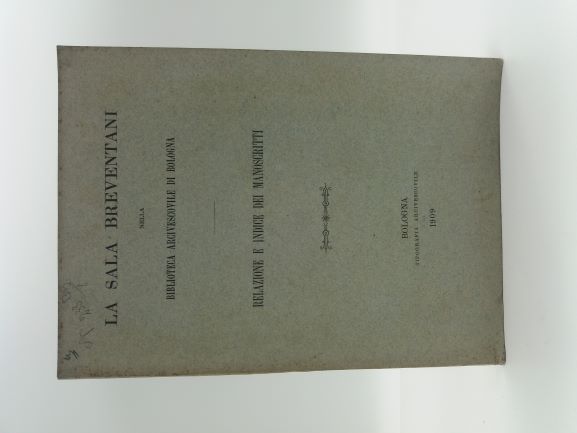 LA SALA BREVENTANI
NELLA
BIBLIOTECA ARCIVESCOVILE DI BOLOGNA
RELAZIONE E INDICE DEI MANOSCRITTI
BOLOGNA
TIPOGRAFIA ARCIVESCOVILE
1909